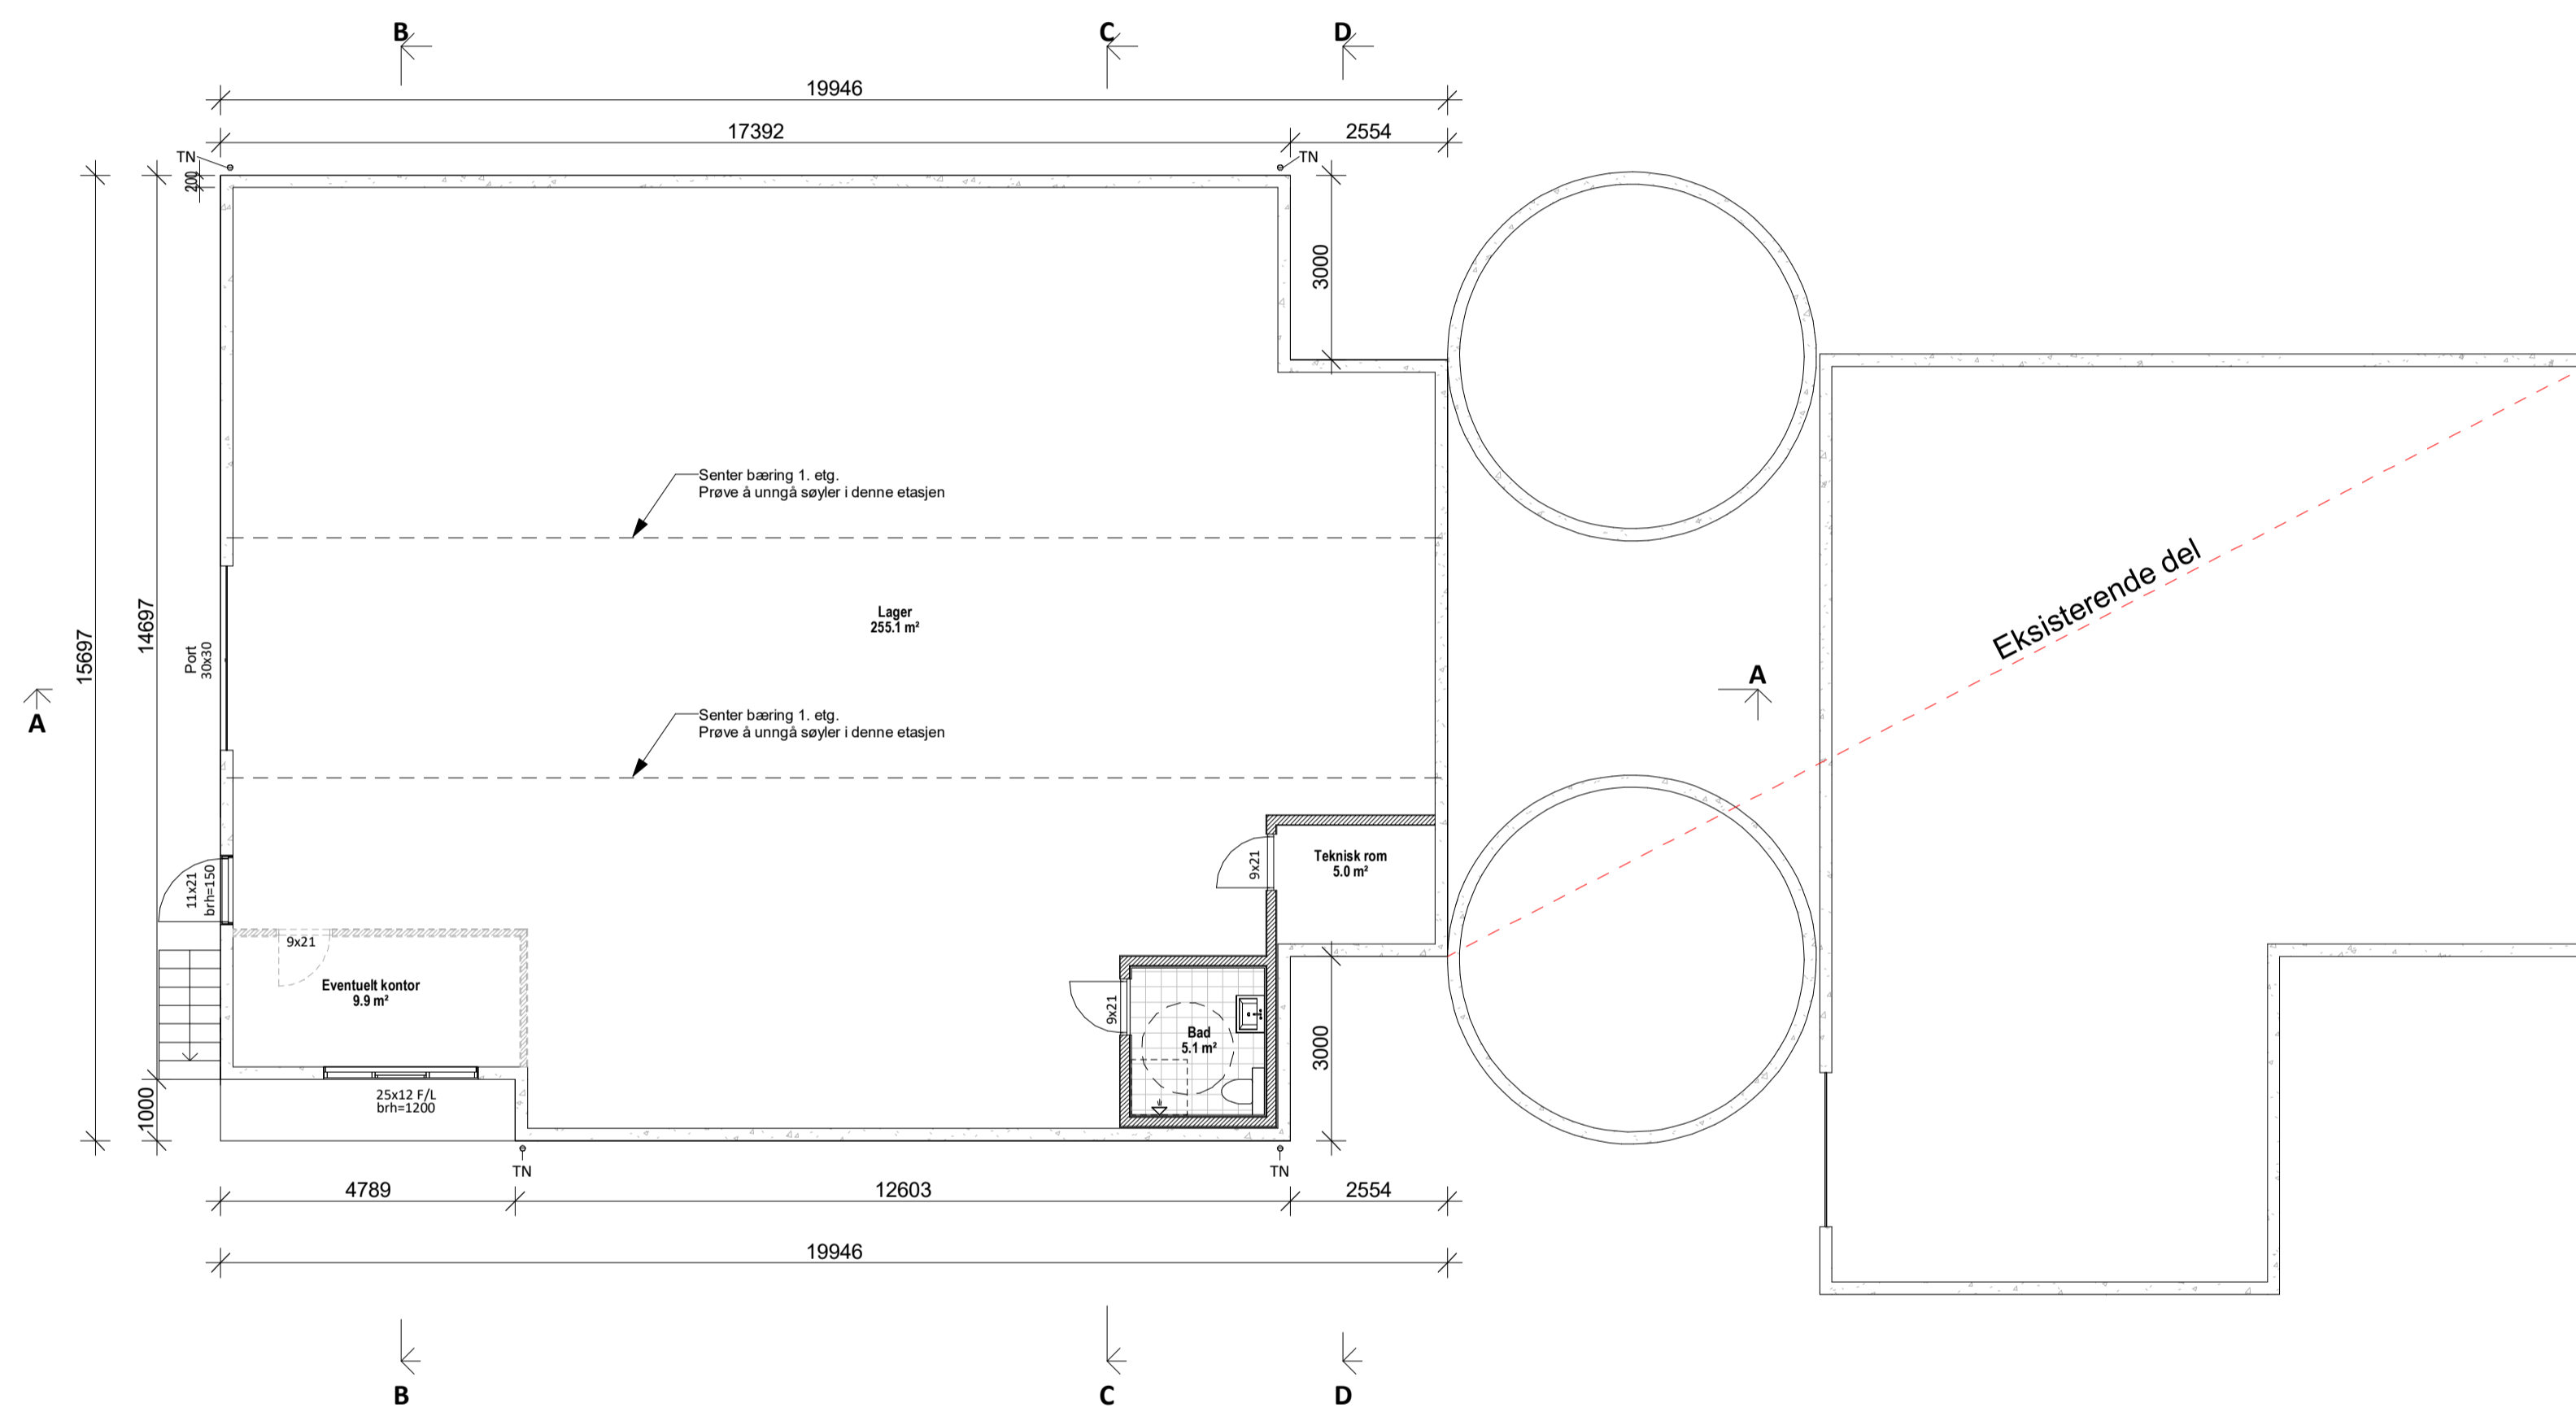 B
C
D
19946
17392
2554
TN
TN
200
3000
Senter bæring 1. etg.
Prøve å unngå søyler i denne etasjen
Eksisterende del
Lager
255.1 m²
15697
14697
Port
30x30
A
A
Senter bæring 1. etg.
Prøve å unngå søyler i denne etasjen
11x21
brh=150
9x21
Teknisk rom
5.0 m²
9x21
Eventuelt kontor
9.9 m²
9x21
Bad
5.1 m²
3000
1000
25x12 F/L
brh=1200
TN
TN
4789
12603
2554
19946
B
C
D